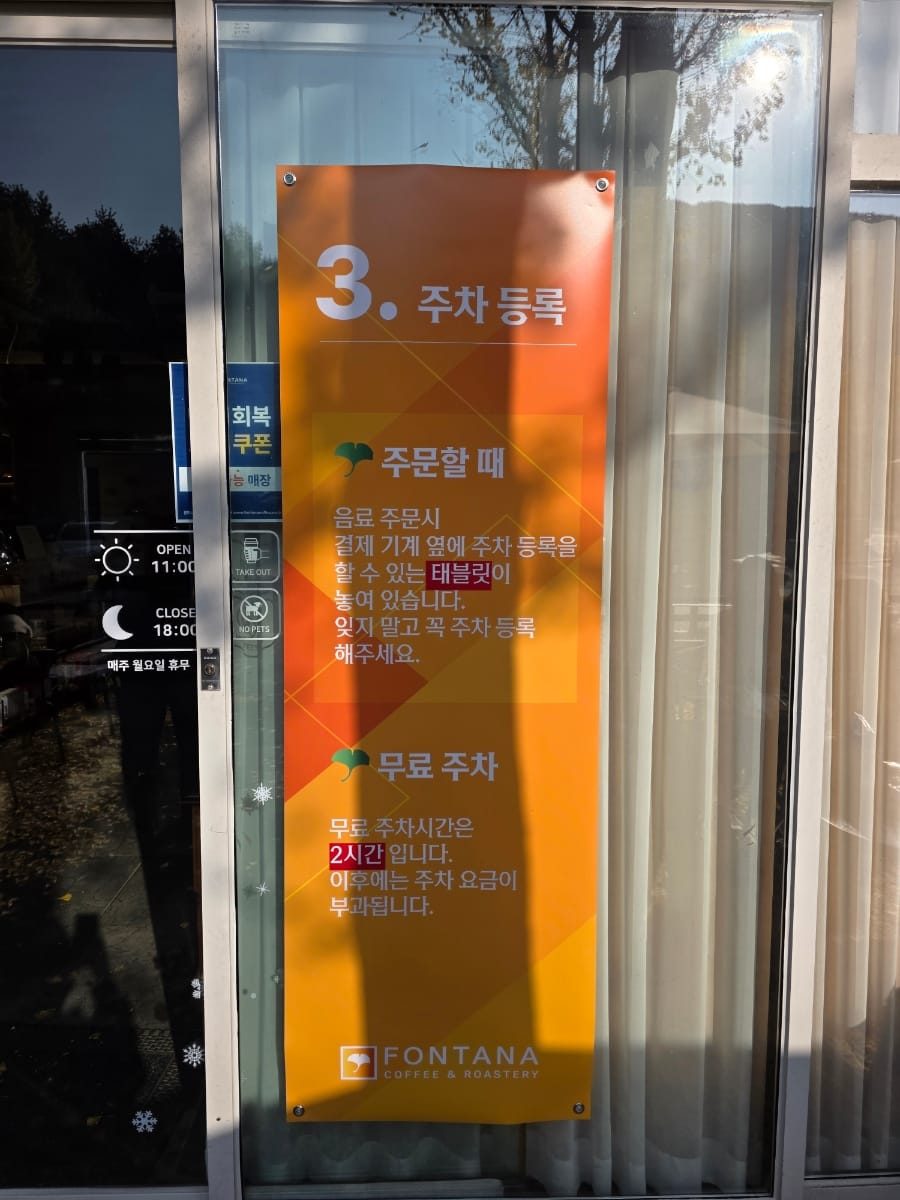 3. 주차 등록
주문할 때
음료 주문시
결제 기계 옆에 주차 등록을
할 수 있는 태블릿이
놓여 있습니다.
잊지 말고 꼭 주차 등록
해주세요.
무료 주차
무료 주차시간은
2시간 입니다.
이후에는 주차 요금이
부과됩니다.
FONTANA
COFFEE & ROASTERY
회복
쿠폰
매장
OPEN
11:00
CLOSE
18:00
매주 월요일 휴무
TAKE OUT
NO PETS